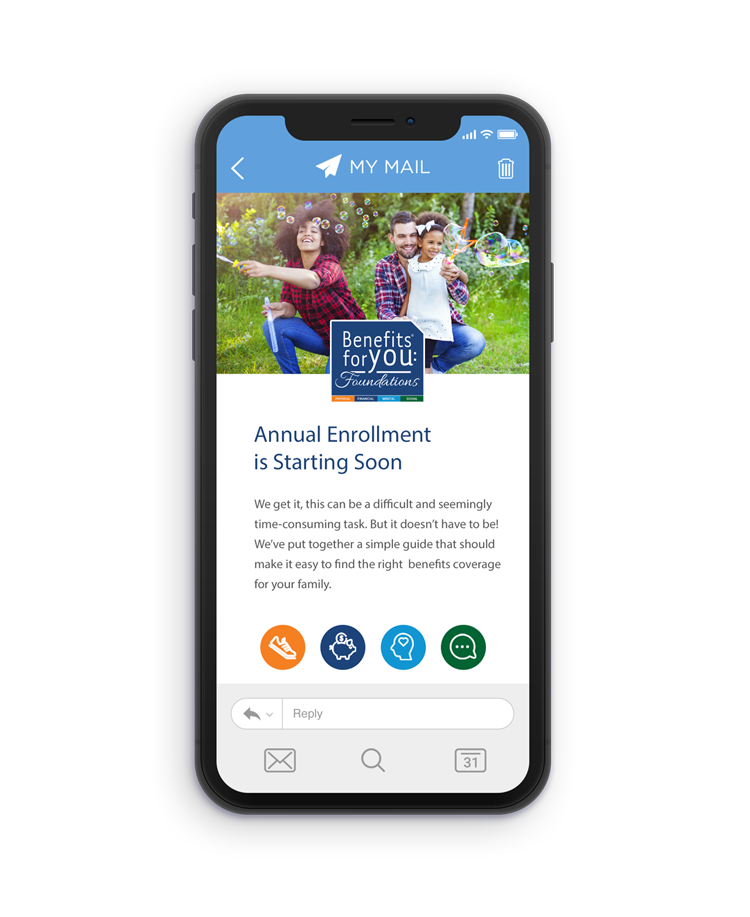 MY MAIL
Benefits®
for you:
Foundations
PHYSICAL FINANCIAL MENTAL SOCIAL
Annual Enrollment
is Starting Soon
We get it, this can be a difficult and seemingly
time-consuming task. But it doesn't have to be!
We've put together a simple guide that should
make it easy to find the right  benefits coverage
for your family.
$
Reply
31